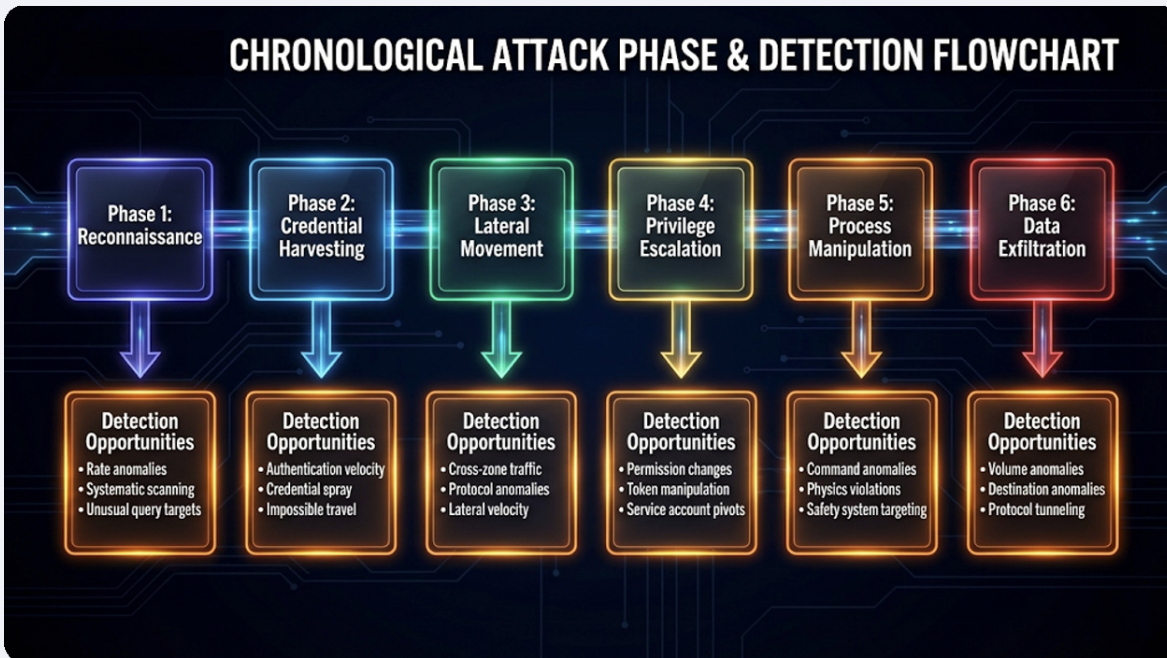 CHRONOLOGICAL ATTACK PHASE & DETECTION FLOWCHART
Phase 1:
Reconnaissance
Phase 2:
Credential
Harvesting
Phase 3:
Lateral
Movement
Phase 4:
Privilege
Escalation
Phase 5:
Process
Manipulation
Phase 6:
Data
Exfiltration
Detection
Opportunities
• Rate anomalies
• Systematic scanning
• Unusual query targets
Detection
Opportunities
• Authentication velocity
• Credential spray
• Impossible travel
Detection
Opportunities
• Cross-zone traffic
• Protocol anomalies
• Lateral velocity
Detection
Opportunities
• Permission changes
• Token manipulation
• Service account pivots
Detection
Opportunities
• Command anomalies
• Physics violations
• Safety system targeting
Detection
Opportunities
• Volume anomalies
• Destination anomalies
• Protocol tunneling